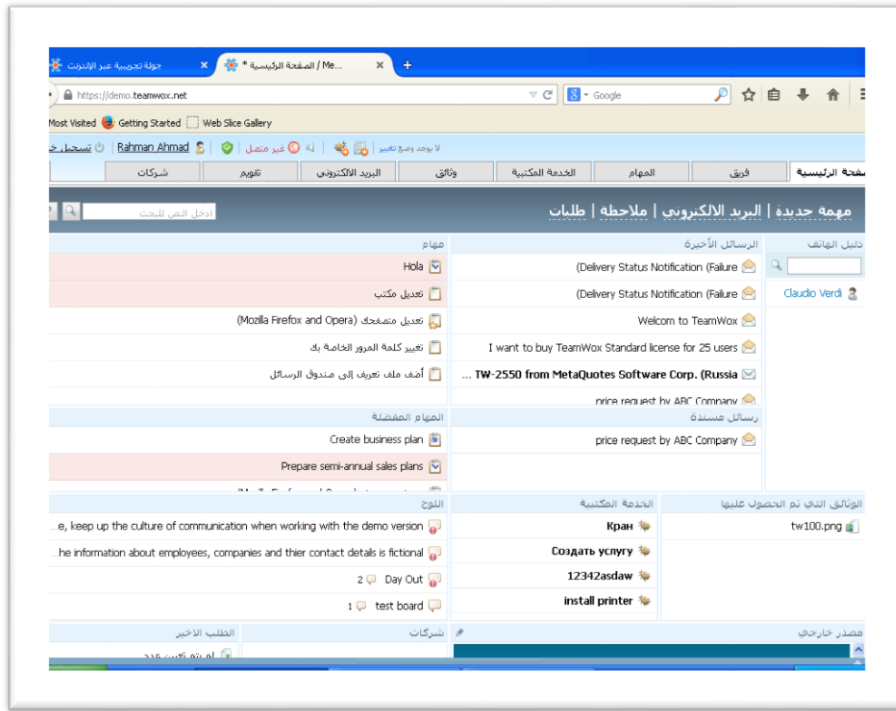 جولة تجريبية عبر الإنترنت
* الصفحة الرئيسية / Me...
https://demo.teamwox.net
Google
Most Visited Getting Started Web Slice Gallery
لا يوجد وضع تغيير | غير متصل | Rahman Ahmad | تسجيل
الرئيسية فريق المهام الخدمة المكتبية وثائق البريد الالكتروني تقويم شركات
مهمة جديدة | البريد الالكتروني | ملاحظة | طلبات
ادخل النص للبحث
دليل الهاتف
Claudio Verdi
الرسائل الأخيرة
(Delivery Status Notification (Failure
(Delivery Status Notification (Failure
Welcom to TeamWox
I want to buy TeamWox Standard license for 25 users
... TW-2550 from MetaQuotes Software Corp. (Russia
price request by ABC Company
مهام
Hola
تعديل مكتب
تعديل متصفحك (Mozilla Firefox and Opera)
تغيير كلمة المرور الخاصة بك
أضف ملف تعريف إلى صندوق الرسائل
رسائل مسندة
price request by ABC Company
المهام المفضلة
Create business plan
Prepare semi-annual sales plans
الوثائق التي تم الحصول عليها
tw100.png
الخدمة المكتبية
Кран
Создать услугу
12342asdaw
install printer
اللوح
...e, keep up the culture of communication when working with the demo version
...he information about employees, companies and thier contact details is fictional
Day Out 2
test board 1
مصدر خارجي
شركات
الطلب الاخير